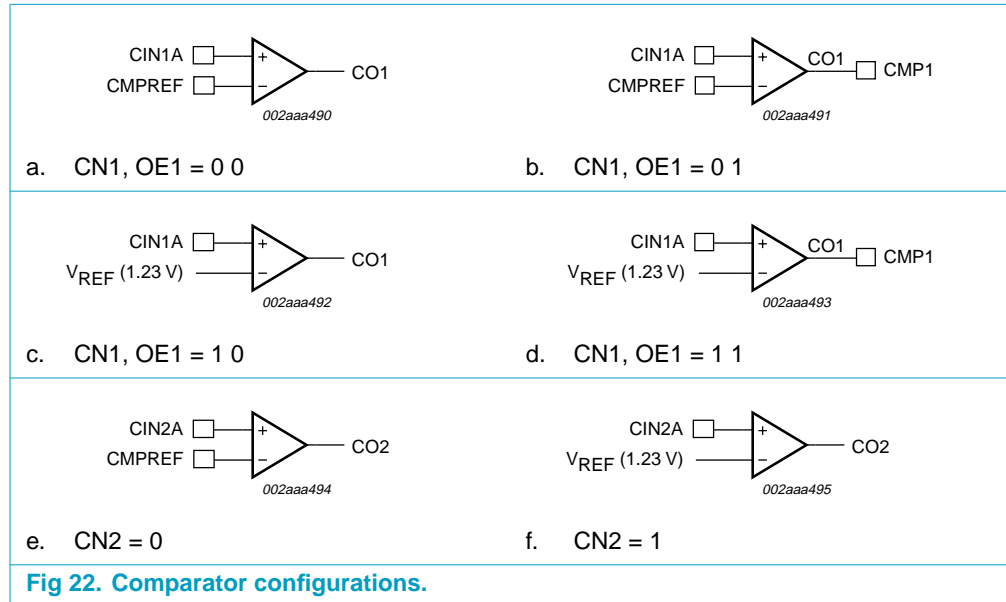 CIN1A
CMPREF
+
−
CO1
002aaa490
a. CN1, OE1 = 0 0
CIN1A
CMPREF
+
−
CO1
CMP1
002aaa491
b. CN1, OE1 = 0 1
CIN1A
VREF (1.23 V)
+
−
CO1
002aaa492
c. CN1, OE1 = 1 0
CIN1A
VREF (1.23 V)
+
−
CO1
CMP1
002aaa493
d. CN1, OE1 = 1 1
CIN2A
CMPREF
+
−
CO2
002aaa494
e. CN2 = 0
CIN2A
VREF (1.23 V)
+
−
CO2
002aaa495
f. CN2 = 1
Fig 22. Comparator configurations.